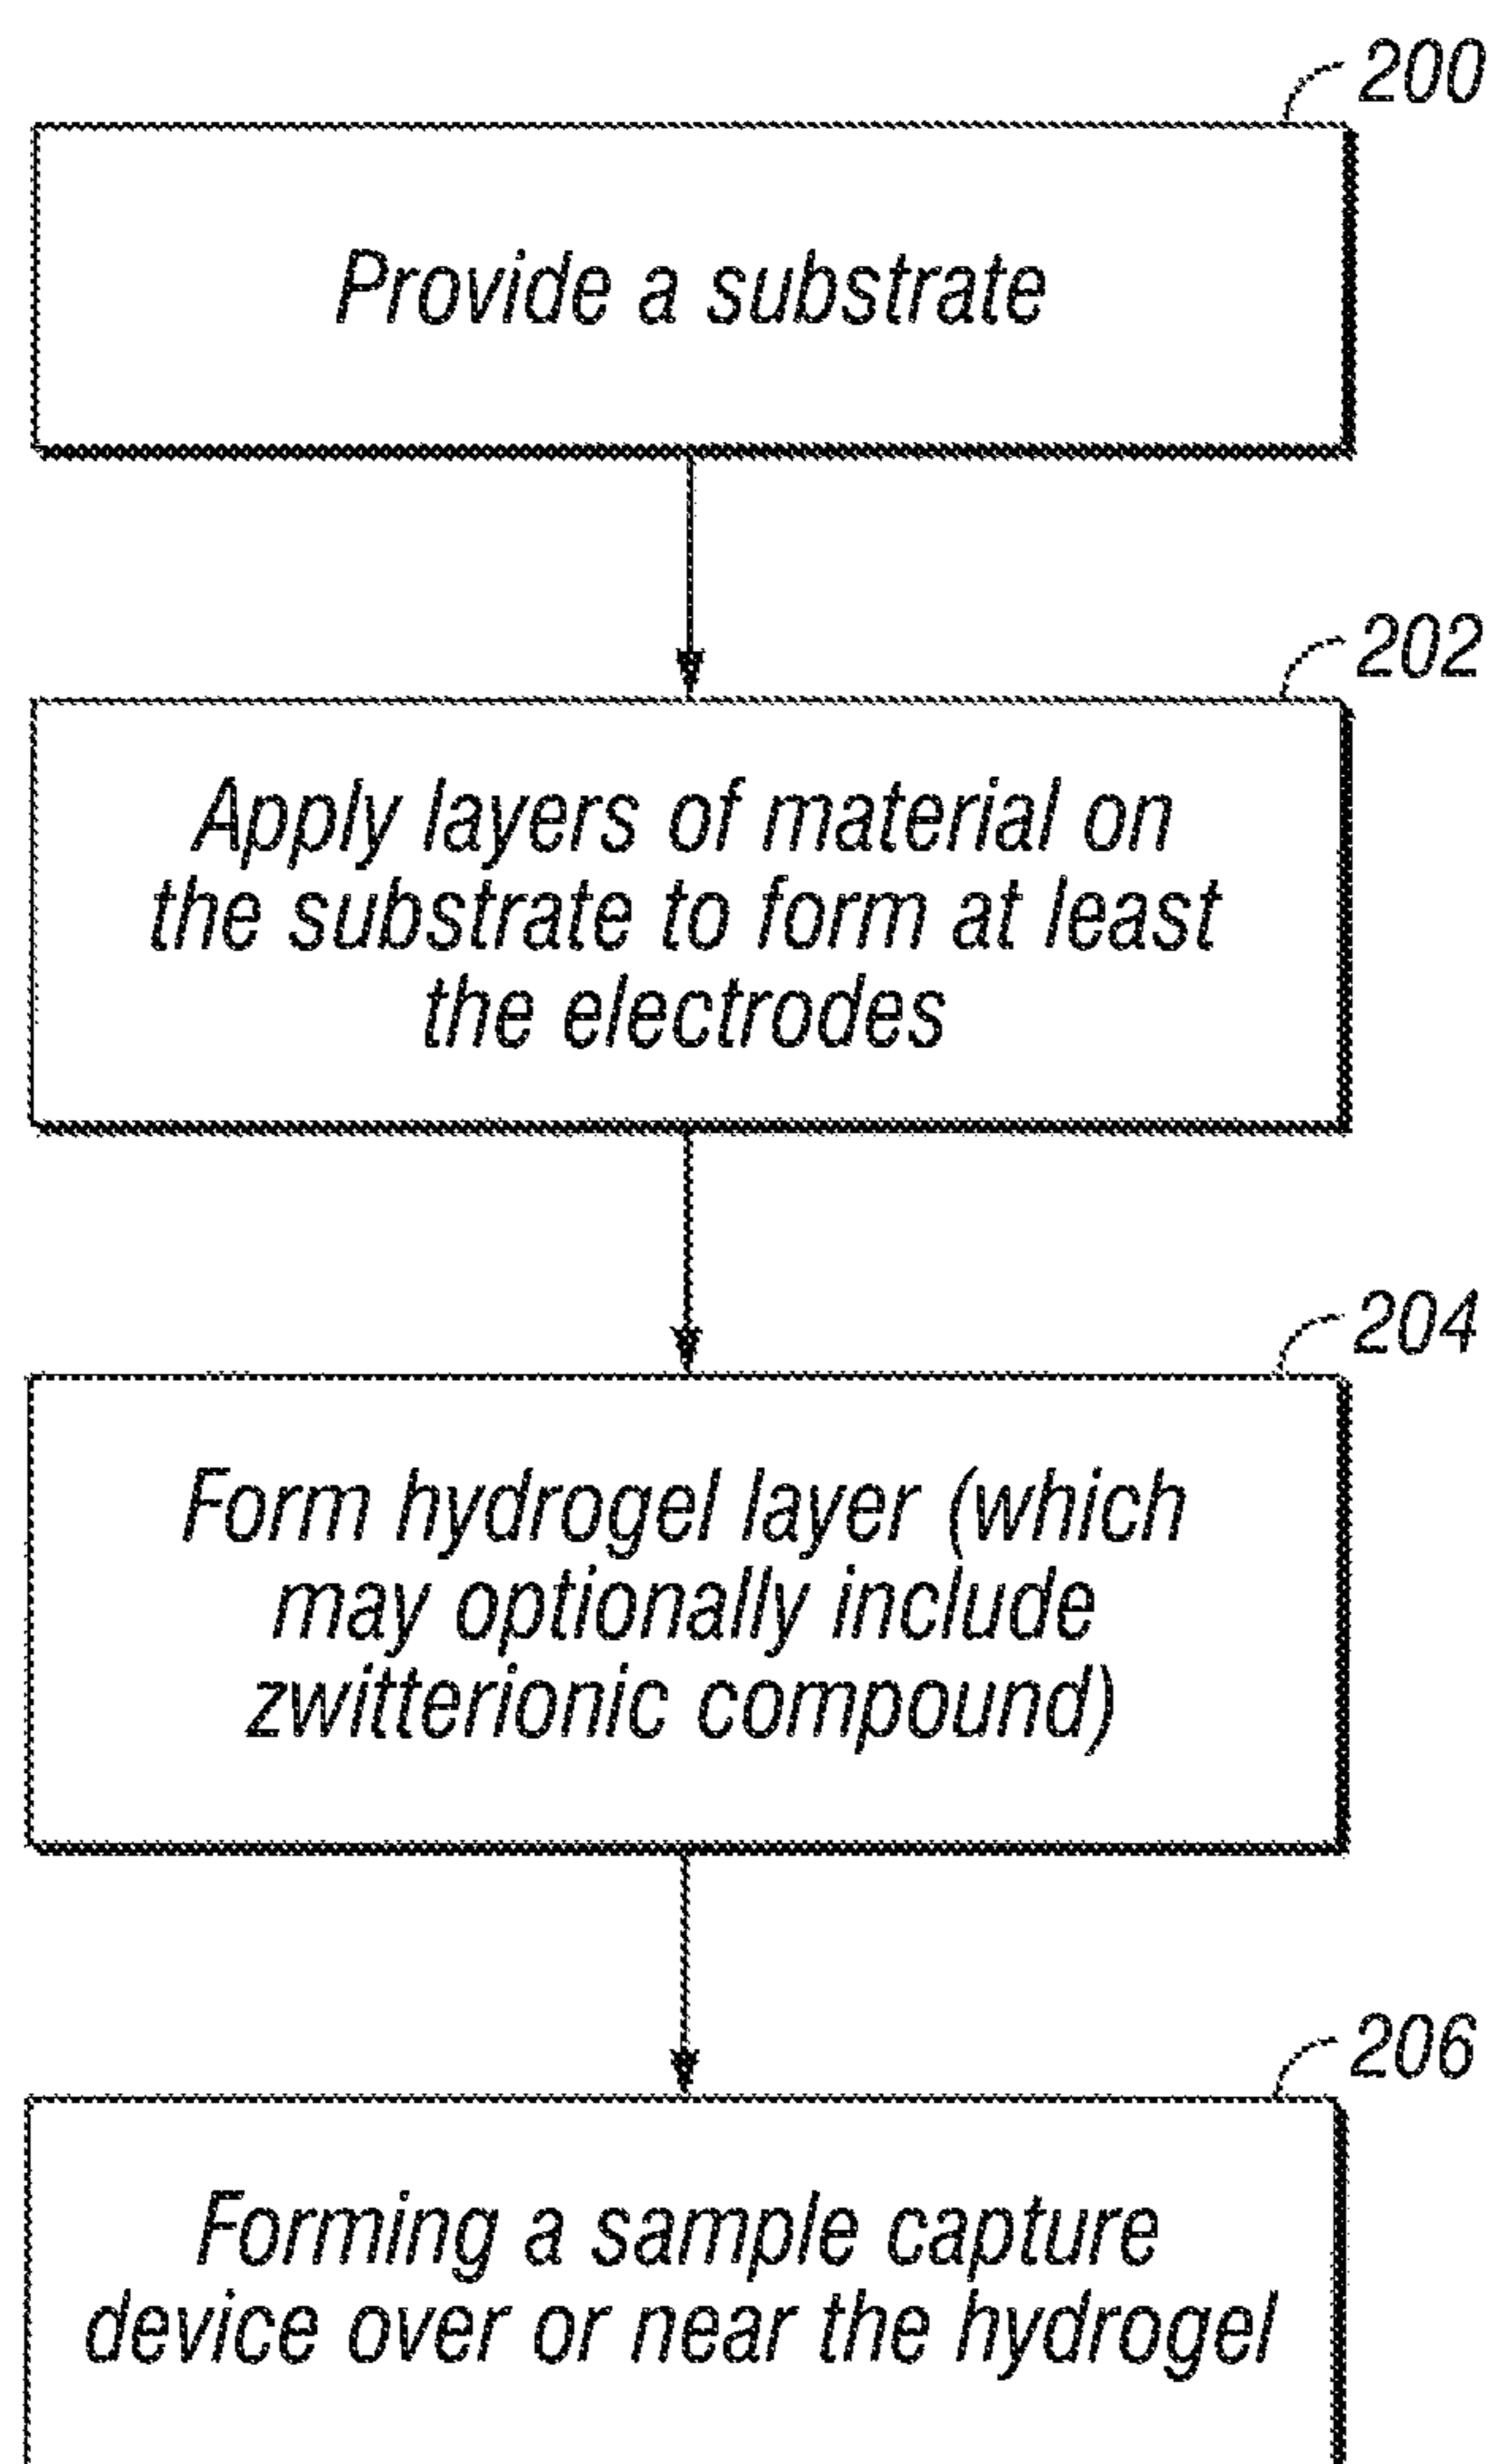 200
Provide a substrate
202
Apply layers of material on
the substrate to form at least
the electrodes
204
Form hydrogel layer (which
may optionally include
zwitterionic compound)
206
Forming a sample capture
device over or near the hydrogel